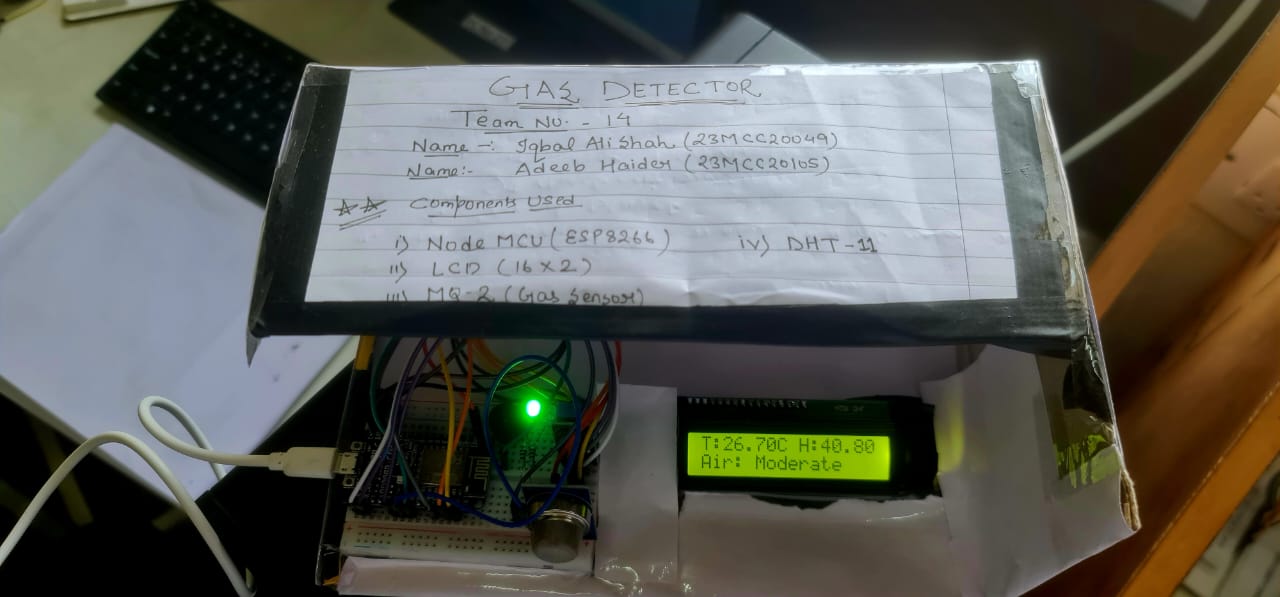 GAS DETECTOR
Team No. - 14
Name -: Iqbal Ali Shah (23MCC20049)
Name:- Adeeb Haider (23MCC20105)
Components Used
i) Node MCU (ESP8266) iv) DHT-11
ii) LCD (16 X 2)
iii) MQ-2 (Gas Sensor)
T:26.70C H:40.80
Air: Moderate